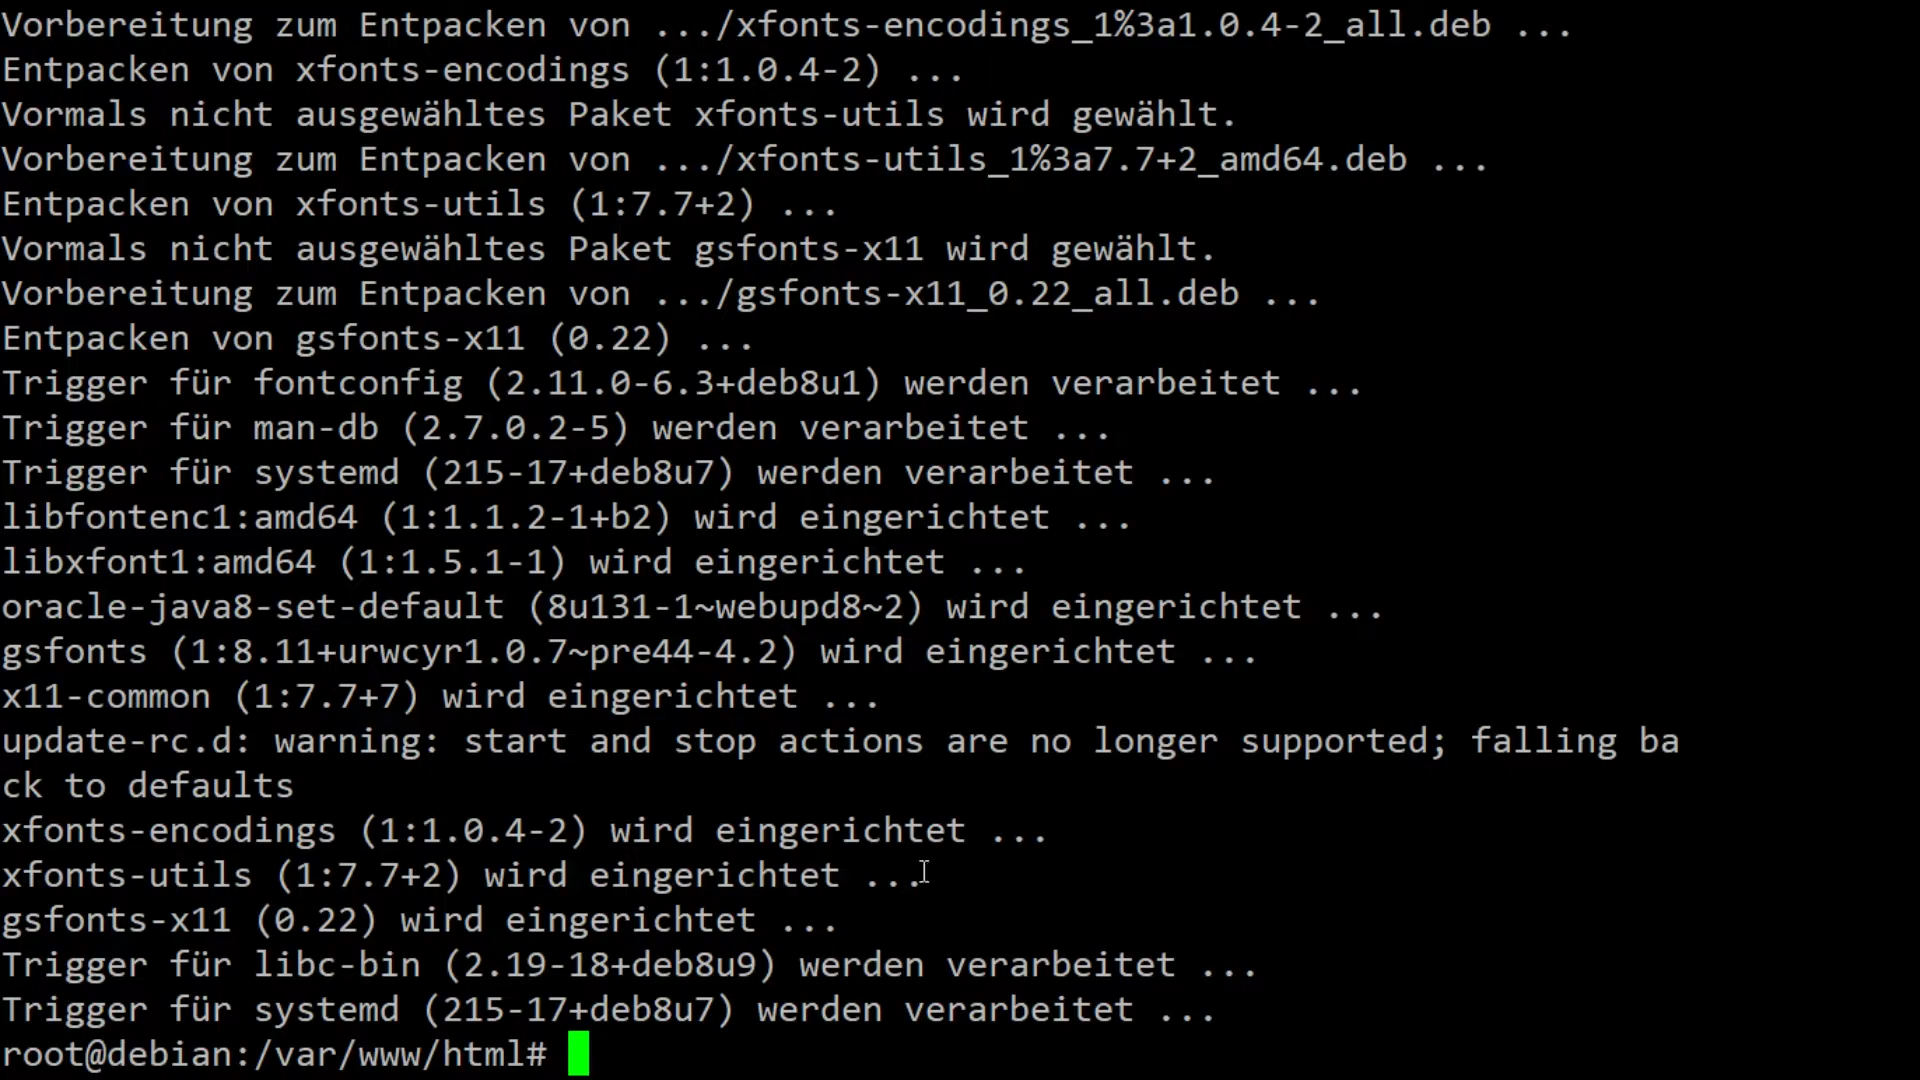 Vorbereitung zum Entpacken von .../xfonts-encodings_1%3a1.0.4-2_all.deb ...
Entpacken von xfonts-encodings (1:1.0.4-2) ...
Vormals nicht ausgewähltes Paket xfonts-utils wird gewählt.
Vorbereitung zum Entpacken von .../xfonts-utils_1%3a7.7+2_amd64.deb ...
Entpacken von xfonts-utils (1:7.7+2) ...
Vormals nicht ausgewähltes Paket gsfonts-x11 wird gewählt.
Vorbereitung zum Entpacken von .../gsfonts-x11_0.22_all.deb ...
Entpacken von gsfonts-x11 (0.22) ...
Trigger für fontconfig (2.11.0-6.3+deb8u1) werden verarbeitet ...
Trigger für man-db (2.7.0.2-5) werden verarbeitet ...
Trigger für systemd (215-17+deb8u7) werden verarbeitet ...
libfontenc1:amd64 (1:1.1.2-1+b2) wird eingerichtet ...
libxfont1:amd64 (1:1.5.1-1) wird eingerichtet ...
oracle-java8-set-default (8u131-1~webupd8~2) wird eingerichtet ...
gsfonts (1:8.11+urwcyr1.0.7~pre44-4.2) wird eingerichtet ...
x11-common (1:7.7+7) wird eingerichtet ...
update-rc.d: warning: start and stop actions are no longer supported; falling ba
ck to defaults
xfonts-encodings (1:1.0.4-2) wird eingerichtet ...
xfonts-utils (1:7.7+2) wird eingerichtet ...
gsfonts-x11 (0.22) wird eingerichtet ...
Trigger für libc-bin (2.19-18+deb8u9) werden verarbeitet ...
Trigger für systemd (215-17+deb8u7) werden verarbeitet ...
root@debian:/var/www/html#